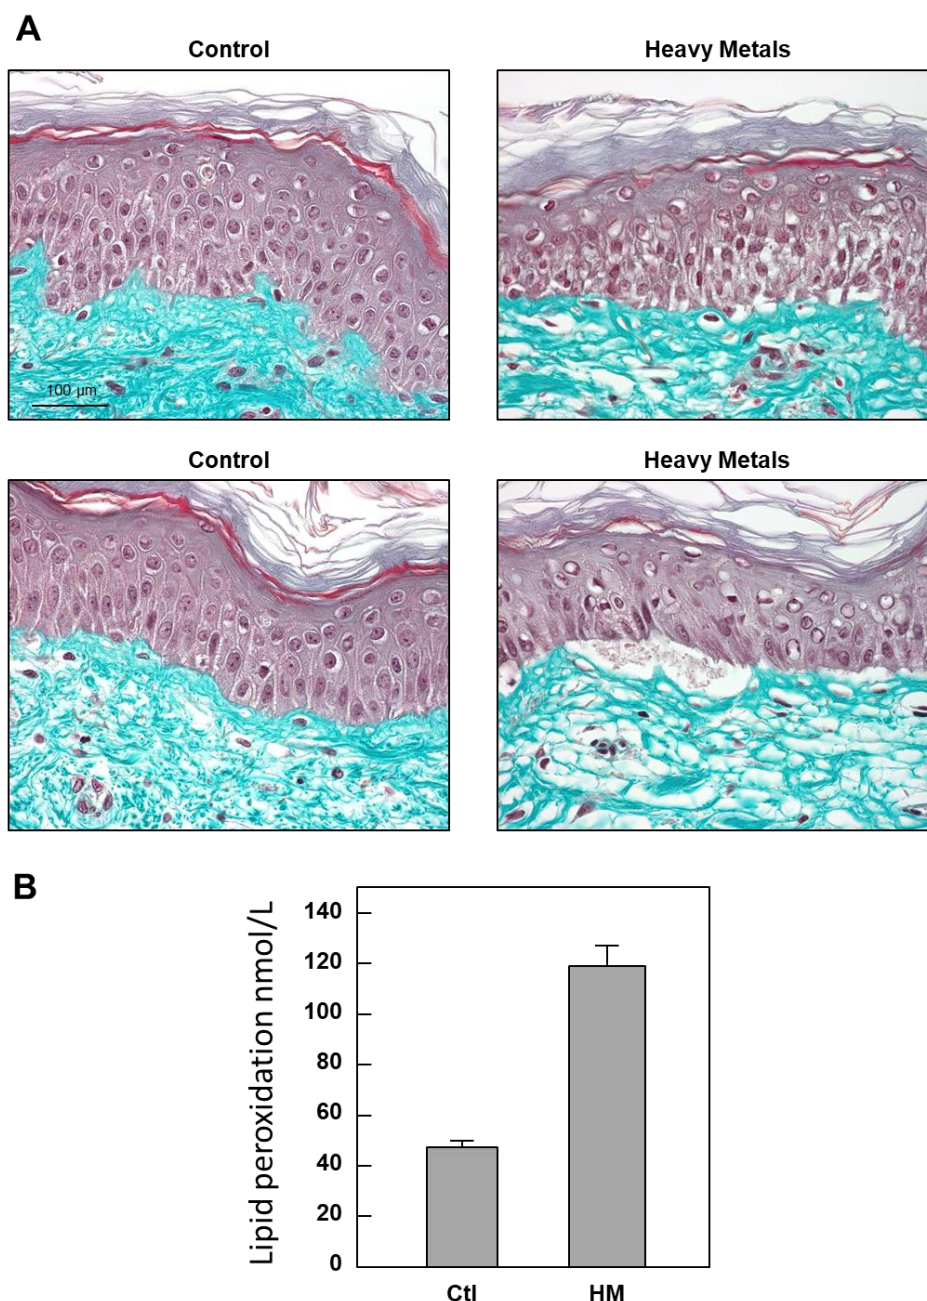 A
Control
Heavy Metals
100 µm
Control
Heavy Metals
B
Lipid peroxidation nmol/L
140
120
100
80
60
40
20
0
Ctl
HM